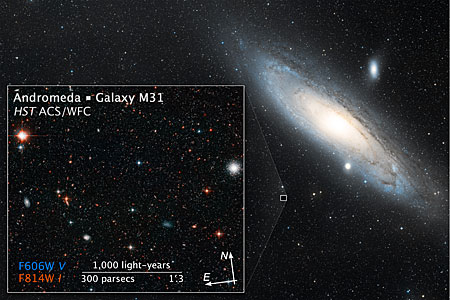 Andromeda ▪ Galaxy M31
HST ACS/WFC
N
E
F606W V
F814W I
1,000 light-years
300 parsecs 1'.3